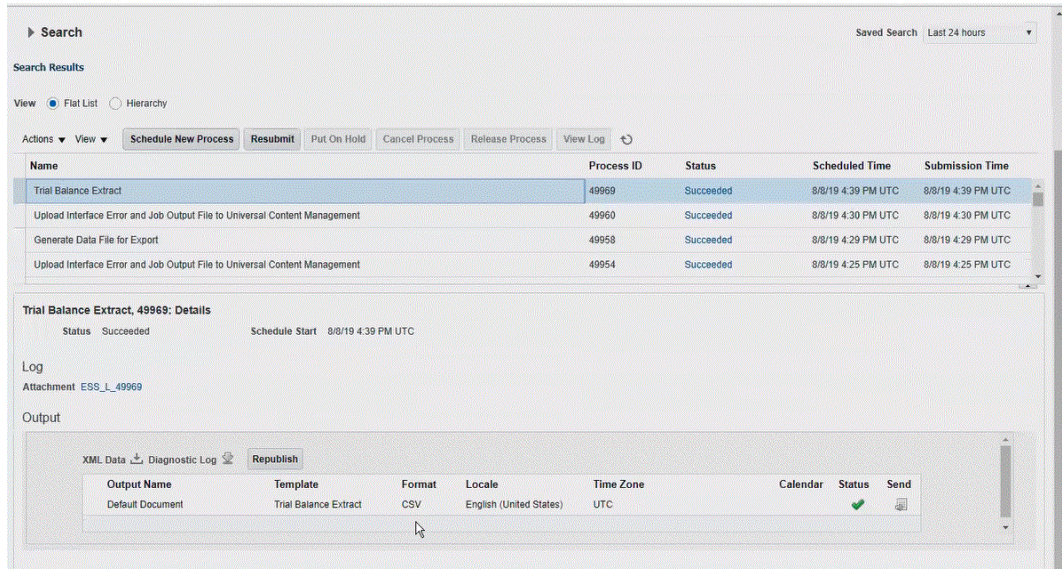 Search
Saved Search Last 24 hours
Search Results
View Flat List Hierarchy
Actions View Schedule New Process Resubmit Put On Hold Cancel Process Release Process View Log
Name Process ID Status Scheduled Time Submission Time
Trial Balance Extract 49969 Succeeded 8/8/19 4:39 PM UTC 8/8/19 4:39 PM UTC
Upload Interface Error and Job Output File to Universal Content Management 49960 Succeeded 8/8/19 4:30 PM UTC 8/8/19 4:30 PM UTC
Generate Data File for Export 49958 Succeeded 8/8/19 4:29 PM UTC 8/8/19 4:29 PM UTC
Upload Interface Error and Job Output File to Universal Content Management 49954 Succeeded 8/8/19 4:25 PM UTC 8/8/19 4:25 PM UTC
Trial Balance Extract, 49969: Details
Status Succeeded Schedule Start 8/8/19 4:39 PM UTC
Log
Attachment ESS_L_49969
Output
XML Data Diagnostic Log Republish
Output Name Template Format Locale Time Zone Calendar Status Send
Default Document Trial Balance Extract CSV English (United States) UTC